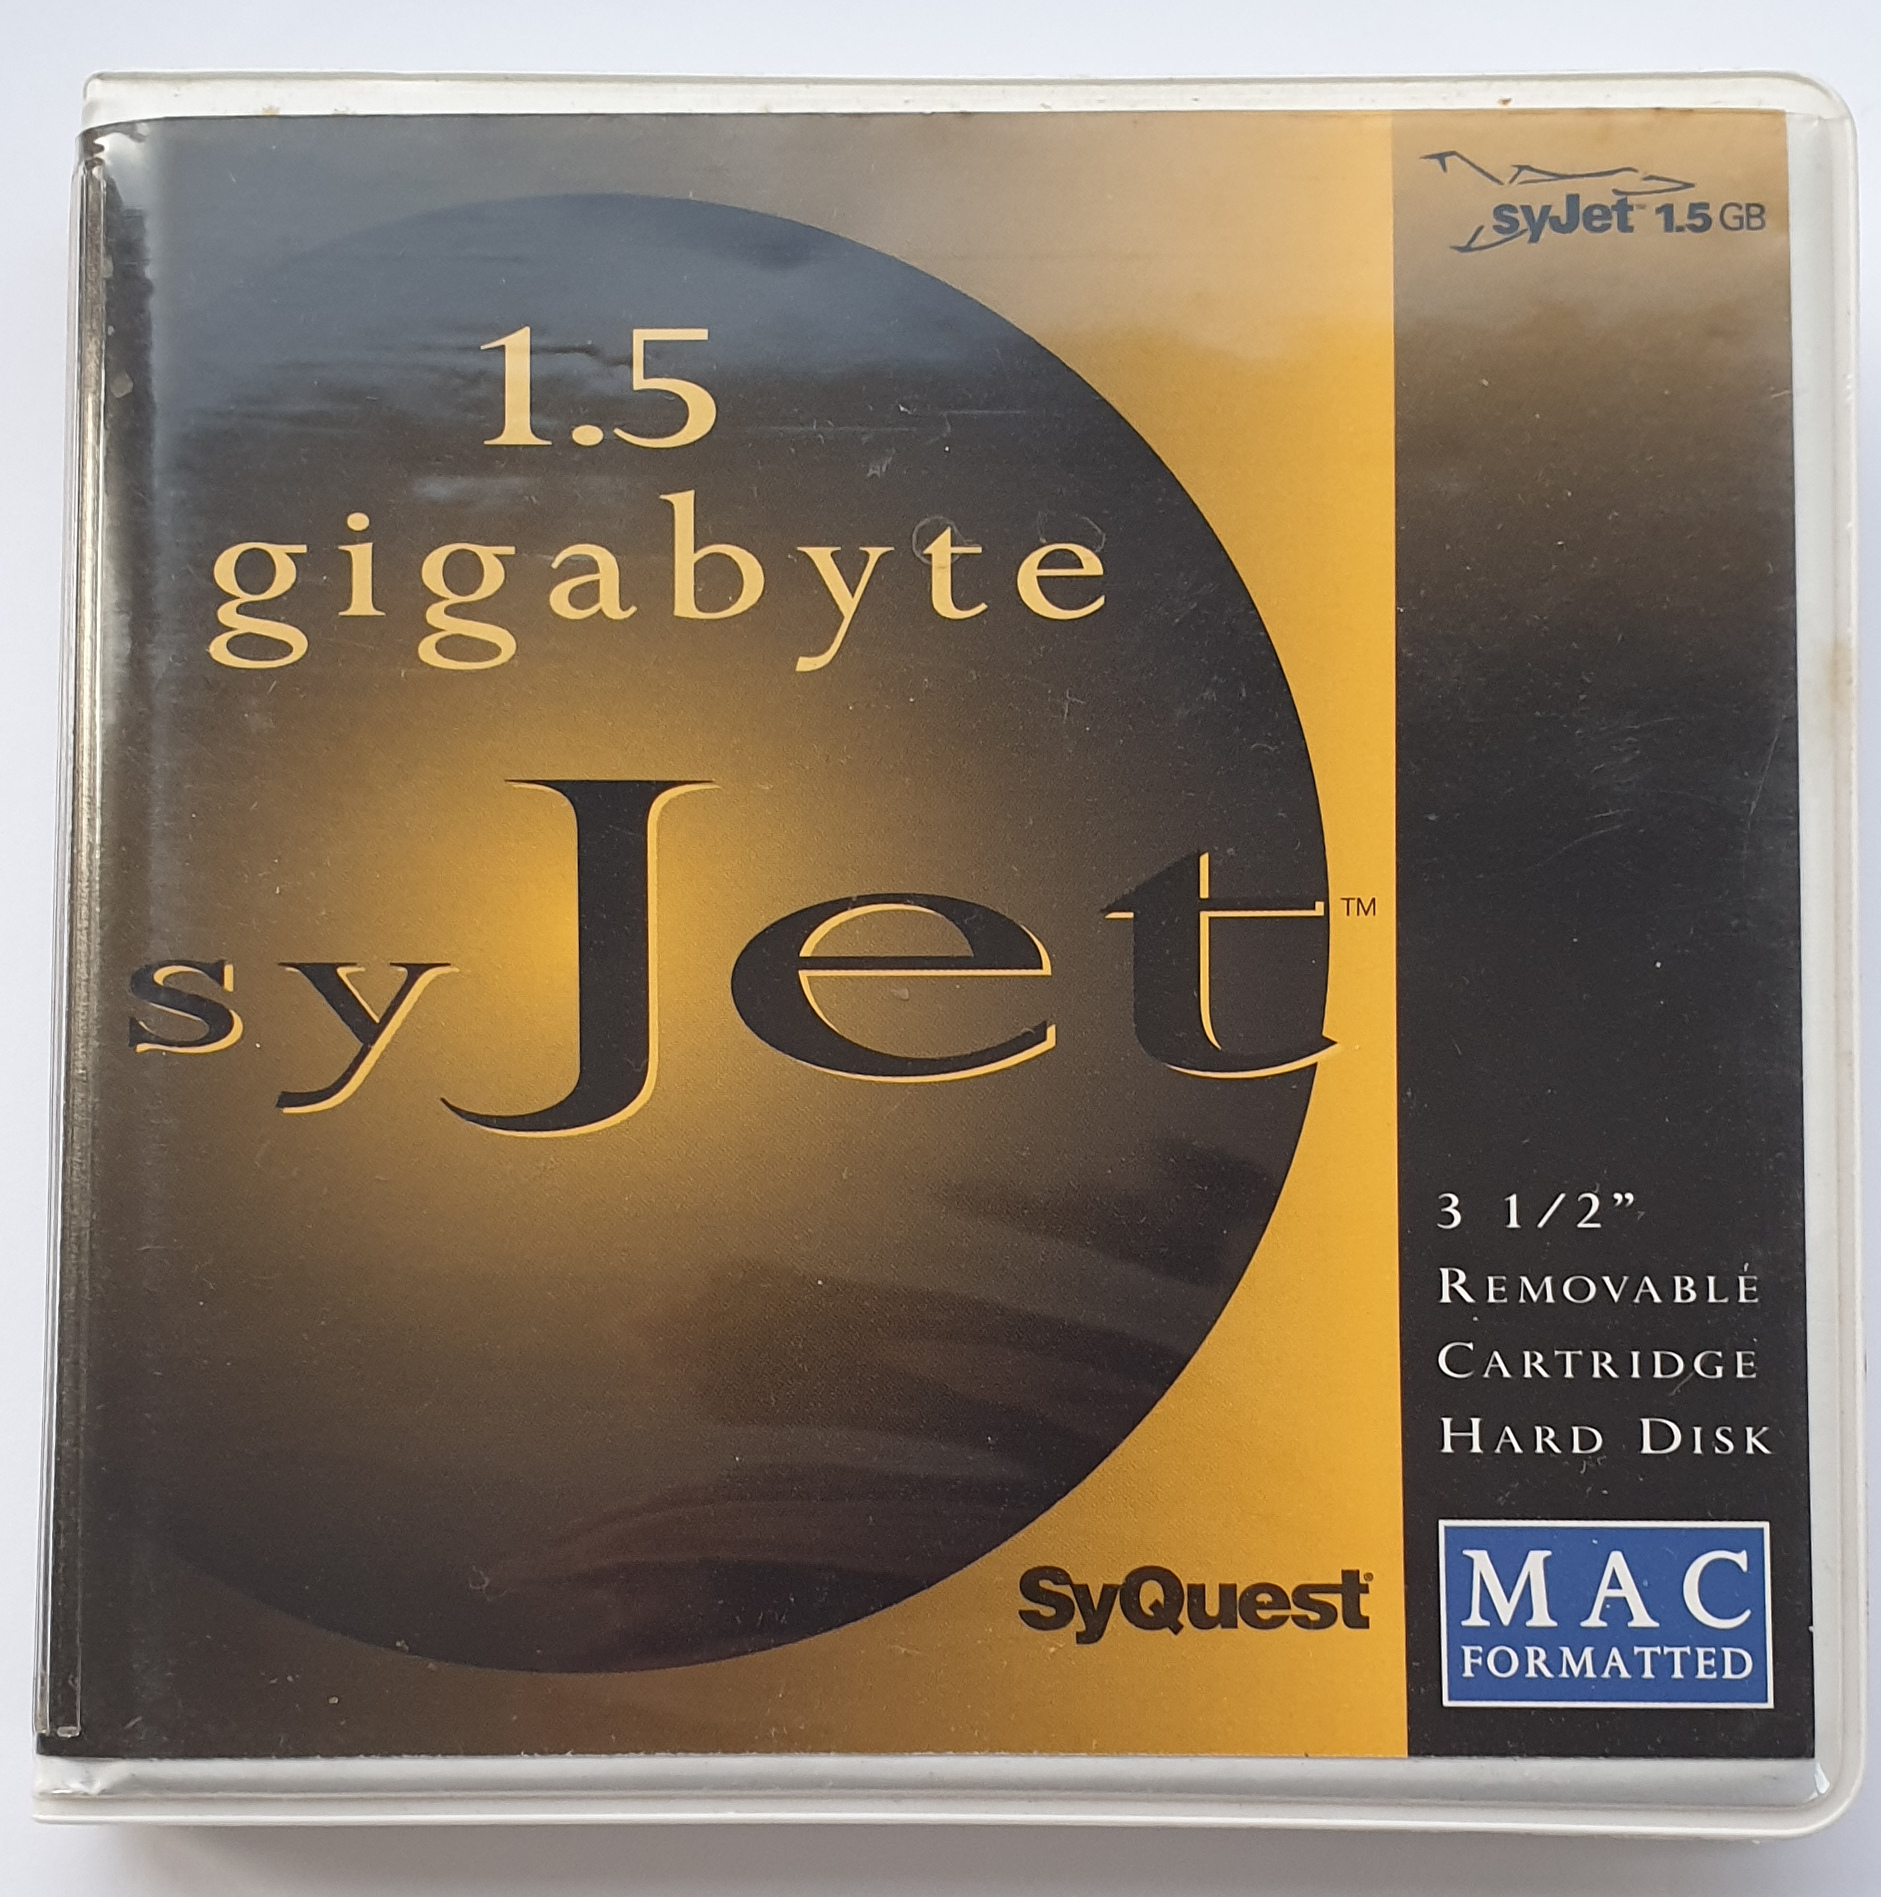 syJet™ 1.5 GB
1.5
gigabyte
syJet™
3 1/2”
REMOVABLE
CARTRIDGE
HARD DISK
SyQuest®
MAC
FORMATTED